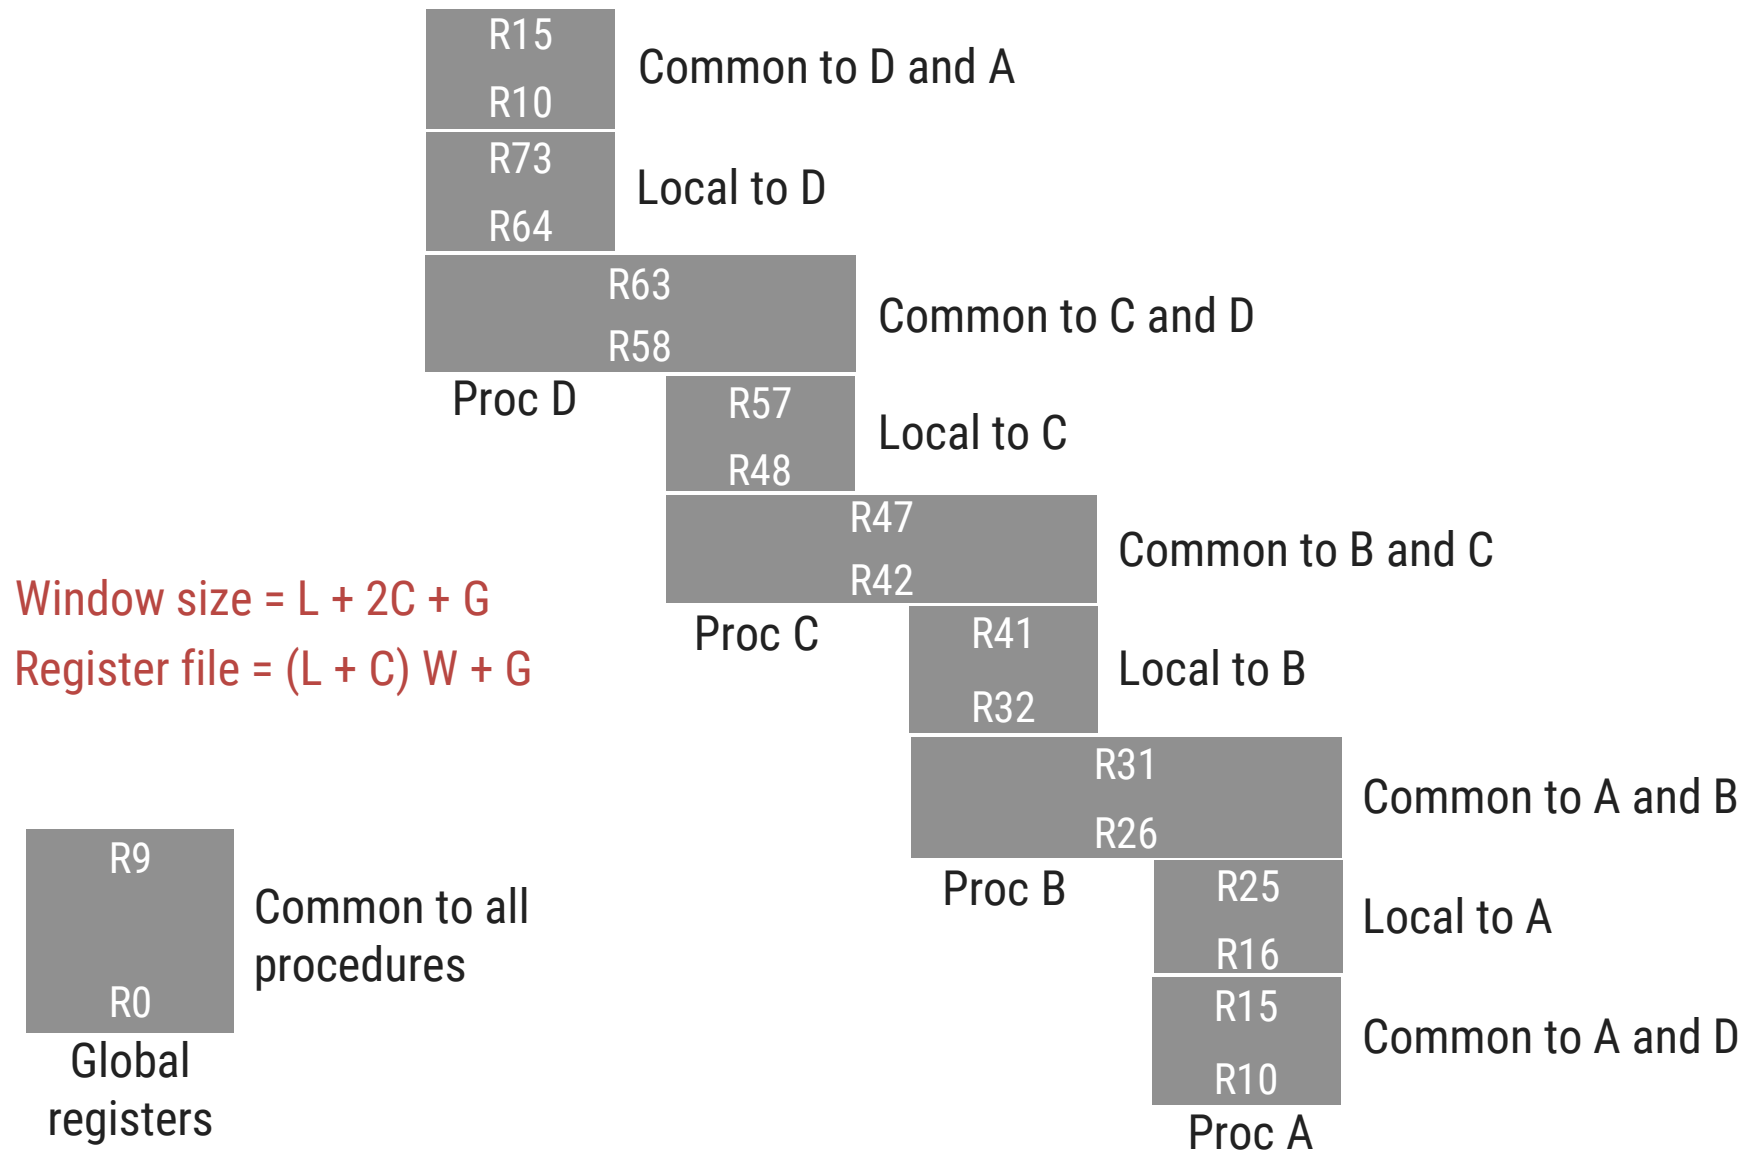 R15
Common to D and A
R10
R73
Local to D
R64
R63
Common to C and D
R58
Proc D
R57
Local to C
R48
R47
Common to B and C
R42
Window size = L + 2C + G
Proc C
R41
Register file = (L + C) W + G
Local to B
R32
R31
Common to A and B
R26
R9
Common to all
procedures
R0
Global
registers
Proc B
R25
Local to A
R16
R15
Common to A and D
R10
Proc A